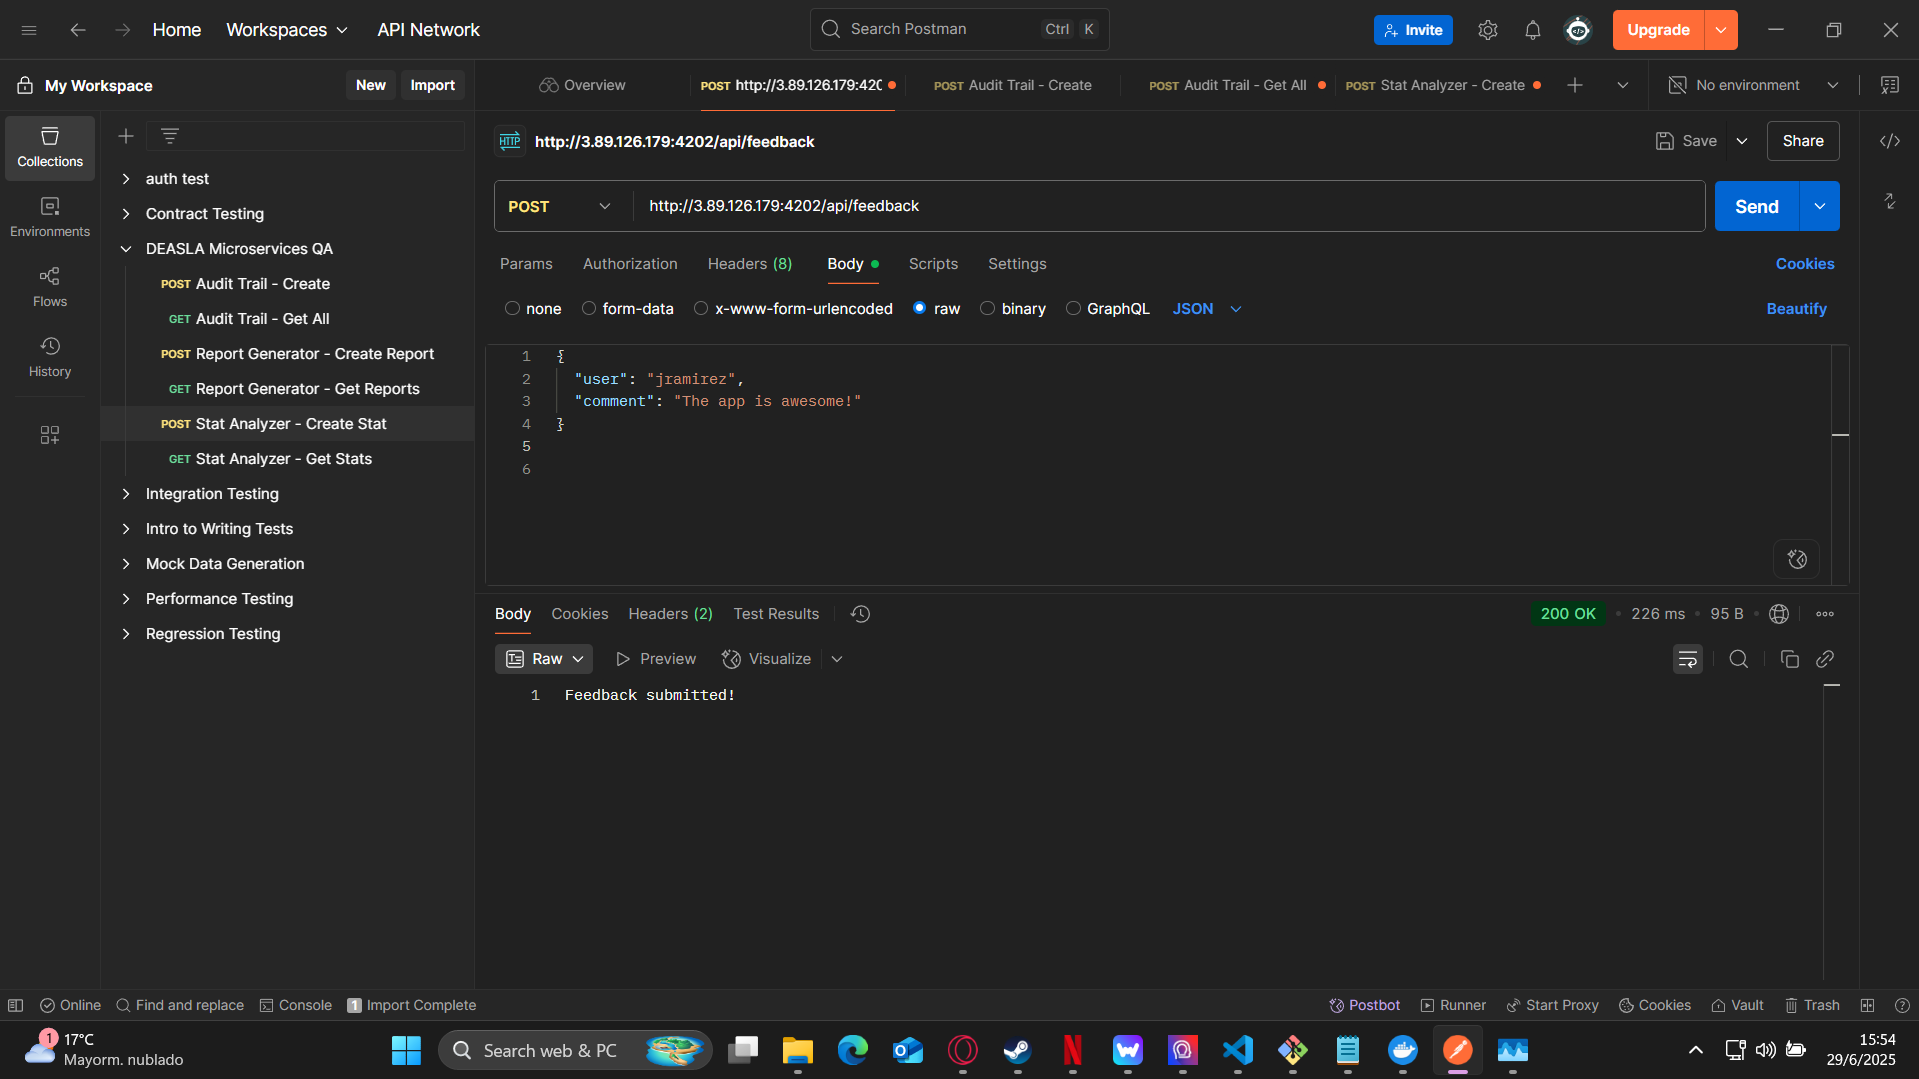 Home
Workspaces
API Network
Search Postman
Ctrl
K
Invite
Upgrade
My Workspace
New
Import
Overview
POST http://3.89.126.179:420
POST Audit Trail - Create
POST Audit Trail - Get All
POST Stat Analyzer - Create
No environment
Collections
Environments
Flows
History
auth test
Contract Testing
DEASLA Microservices QA
POST Audit Trail - Create
GET Audit Trail - Get All
POST Report Generator - Create Report
GET Report Generator - Get Reports
POST Stat Analyzer - Create Stat
GET Stat Analyzer - Get Stats
Integration Testing
Intro to Writing Tests
Mock Data Generation
Performance Testing
Regression Testing
HTTP http://3.89.126.179:4202/api/feedback
Save
Share
POST
http://3.89.126.179:4202/api/feedback
Send
Params
Authorization
Headers (8)
Body
Scripts
Settings
Cookies
none
form-data
x-www-form-urlencoded
raw
binary
GraphQL
JSON
Beautify
1 {
2 "user": "jramirez",
3 "comment": "The app is awesome!"
4 }
5
6
Body
Cookies
Headers (2)
Test Results
200 OK
226 ms
95 B
Raw
Preview
Visualize
1 Feedback submitted!
Online
Find and replace
Console
1 Import Complete
Postbot
Runner
Start Proxy
Cookies
Vault
Trash
1
17°C
Mayorm. nublado
Search web & PC
15:54
29/6/2025